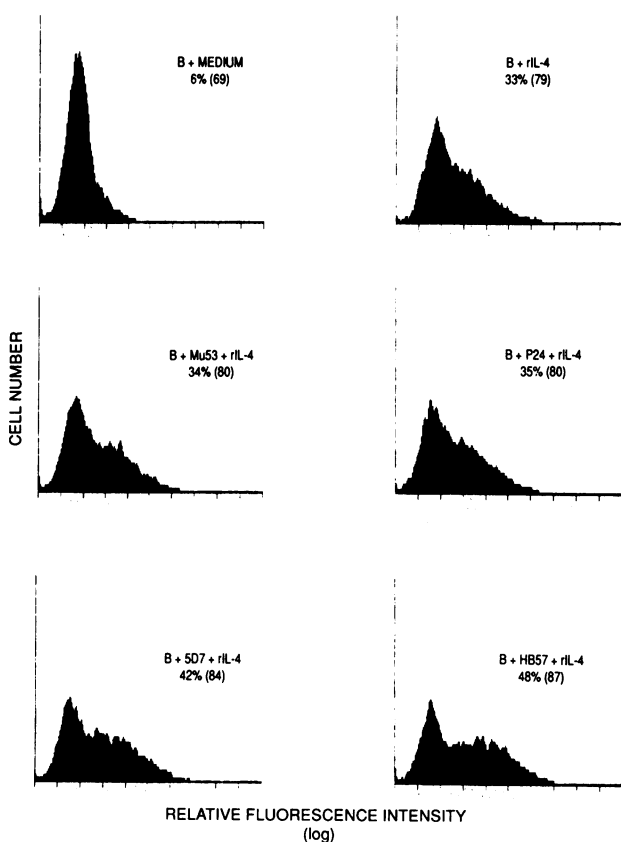 B + MEDIUM
6% (69)
B + rIL-4
33% (79)
CELL NUMBER
B + Mu53 + rIL-4
34% (80)
B + P24 + rIL-4
35% (80)
B + 5D7 + rIL-4
42% (84)
B + HB57 + rIL-4
48% (87)
RELATIVE FLUORESCENCE INTENSITY
(log)